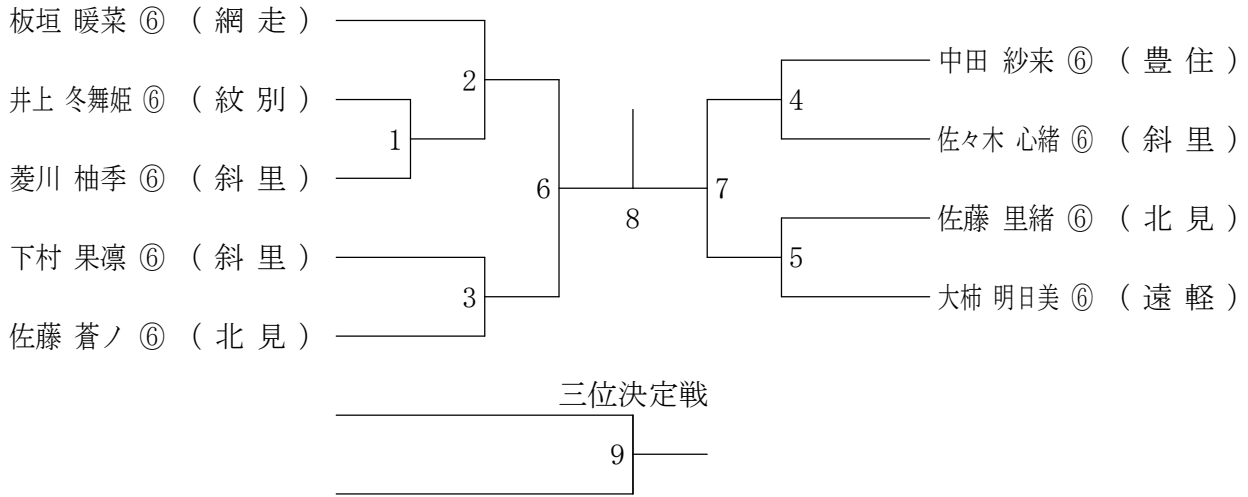 板垣 暖菜 ⑥ ( 網 走 )
井上 冬舞姫 ⑥ ( 紋 別 )
菱川 柚季 ⑥ ( 斜 里 )
下村 果凛 ⑥ ( 斜 里 )
佐藤 蒼ノ ⑥ ( 北 見 )
2
1
3
6
8
7
4
5
中田 紗来 ⑥ ( 豊 住 )
佐々木 心緒 ⑥ ( 斜 里 )
佐藤 里緒 ⑥ ( 北 見 )
大柿 明日美 ⑥ ( 遠 軽 )
三位決定戦
9